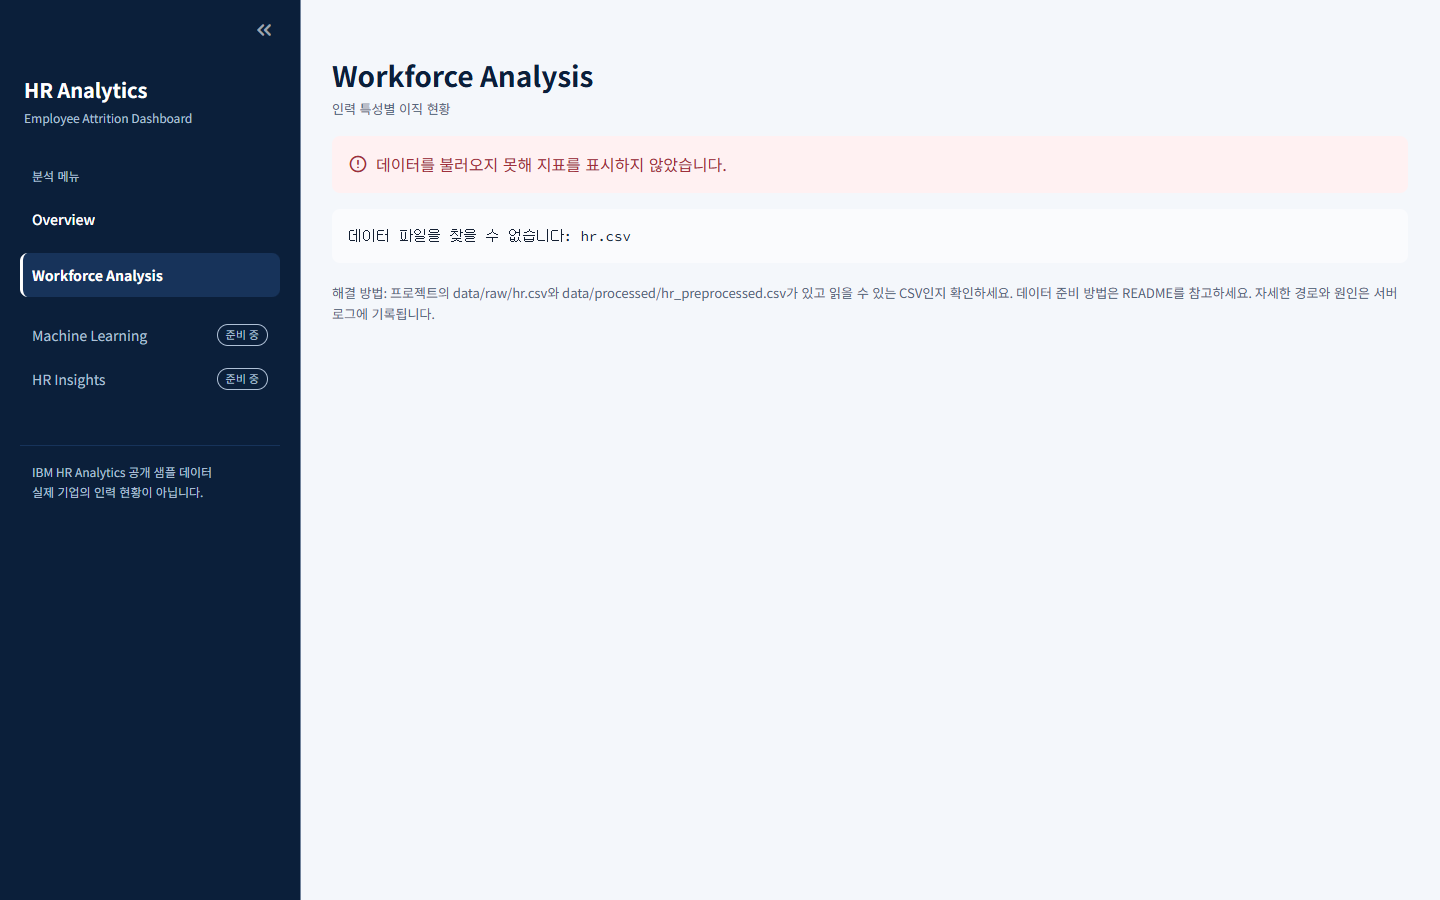 HR Analytics
Employee Attrition Dashboard
분석 메뉴
Overview
Workforce Analysis
Machine Learning 준비 중
HR Insights 준비 중
IBM HR Analytics 공개 샘플 데이터
실제 기업의 인력 현황이 아닙니다.
Workforce Analysis
인력 특성별 이직 현황
데이터를 불러오지 못해 지표를 표시하지 않았습니다.
데이터 파일을 찾을 수 없습니다: hr.csv
해결 방법: 프로젝트의 data/raw/hr.csv와 data/processed/hr_preprocessed.csv가 있고 읽을 수 있는 CSV인지 확인하세요. 데이터 준비 방법은 README를 참고하세요. 자세한 경로와 원인은 서버
로그에 기록됩니다.